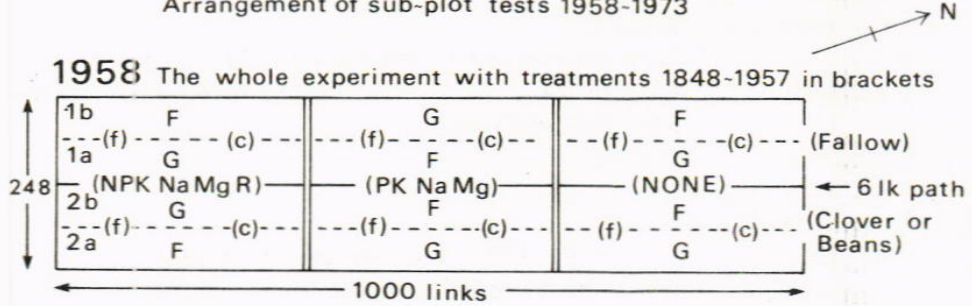 Arrangement of sub-plot tests 1958-1973
N
1958 The whole experiment with treatments 1848-1957 in brackets
1b F G F
(f) (c) (f) (c) (f) (c) (Fallow)
1a G F G
248 (NPK Na Mg R) (PK Na Mg) (NONE) 6 lk path
2b G F F
(f) (c) (f) (c) (f) (c) (Clover or
Beans)
2a F G G
1000 links